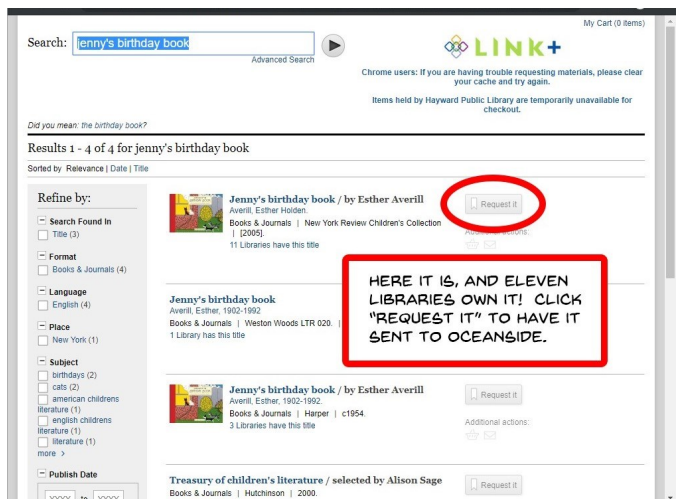 My Cart (0 items)
Search: jenny's birthday book
Advanced Search
LINK+
Chrome users: If you are having trouble requesting materials, please clear
your cache and try again.
Items held by Hayward Public Library are temporarily unavailable for
checkout.
Did you mean: the birthday book?
Results 1 - 4 of 4 for jenny's birthday book
Sorted by Relevance | Date | Title
Refine by:
Search Found In
Title (3)
Format
Books & Journals (4)
Language
English (4)
Place
New York (1)
Subject
birthdays (2)
cats (2)
american childrens
literature (1)
english childrens
literature (1)
literature (1)
more >
Publish Date
YYYY to YYYY
Jenny's birthday book / by Esther Averill
Averill, Esther Holden.
Books & Journals | New York Review Children's Collection
| [2005].
11 Libraries have this title
Request it
Additional actions:
HERE IT IS, AND ELEVEN
LIBRARIES OWN IT! CLICK
"REQUEST IT" TO HAVE IT
SENT TO OCEANSIDE.
Jenny's birthday book
Averill, Esther, 1902-1992
Books & Journals | Weston Woods LTR 020. |
1 Library has this title
Jenny's birthday book / by Esther Averill
Averill, Esther, 1902-1992.
Books & Journals | Harper | c1954.
3 Libraries have this title
Request it
Additional actions:
Treasury of children's literature / selected by Alison Sage
Books & Journals | Hutchinson | 2000.
Request it